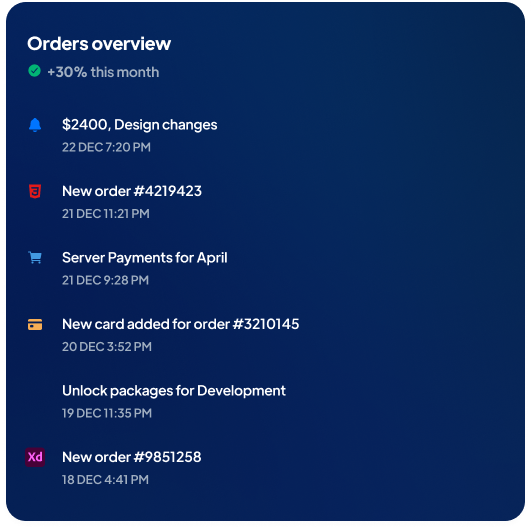 Orders overview
+30% this month
$2400, Design changes
22 DEC 7:20 PM
New order #4219423
21 DEC 11:21 PM
Server Payments for April
21 DEC 9:28 PM
New card added for order #3210145
20 DEC 3:52 PM
Unlock packages for Development
19 DEC 11:35 PM
Xd
New order #9851258
18 DEC 4:41 PM